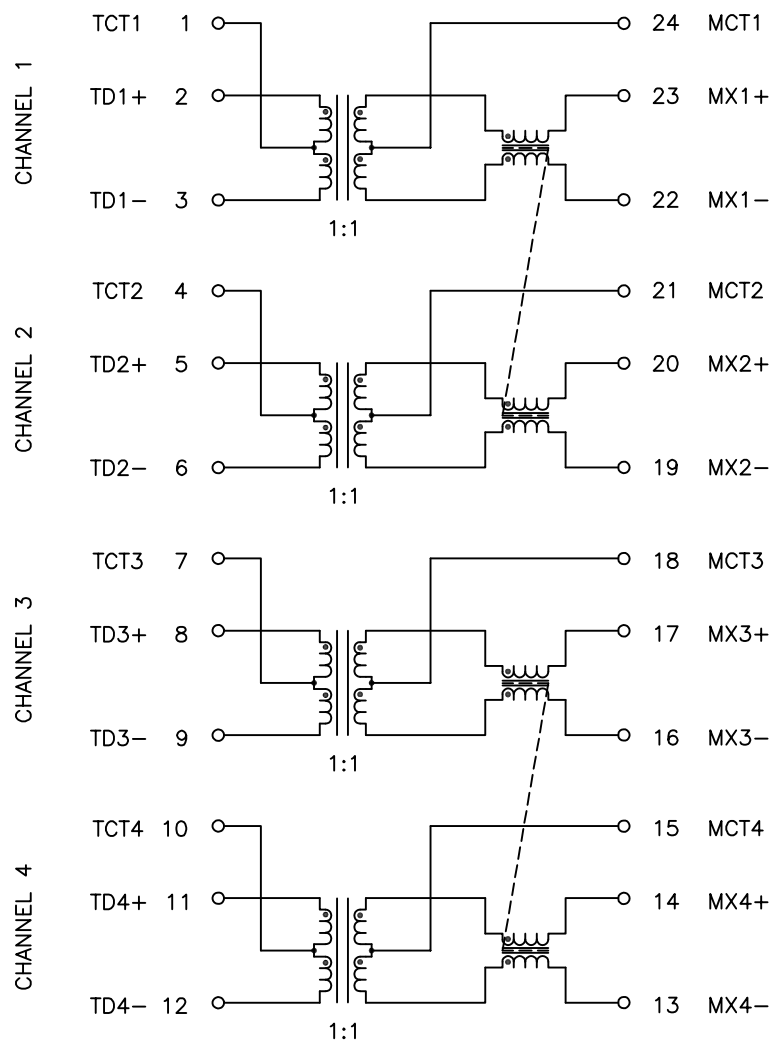 CHANNEL 1
TCT1 1 24 MCT1
TD1+ 2 23 MX1+
TD1- 3 22 MX1-
1:1
CHANNEL 2
TCT2 4 21 MCT2
TD2+ 5 20 MX2+
TD2- 6 19 MX2-
1:1
CHANNEL 3
TCT3 7 18 MCT3
TD3+ 8 17 MX3+
TD3- 9 16 MX3-
1:1
CHANNEL 4
TCT4 10 15 MCT4
TD4+ 11 14 MX4+
TD4- 12 13 MX4-
1:1